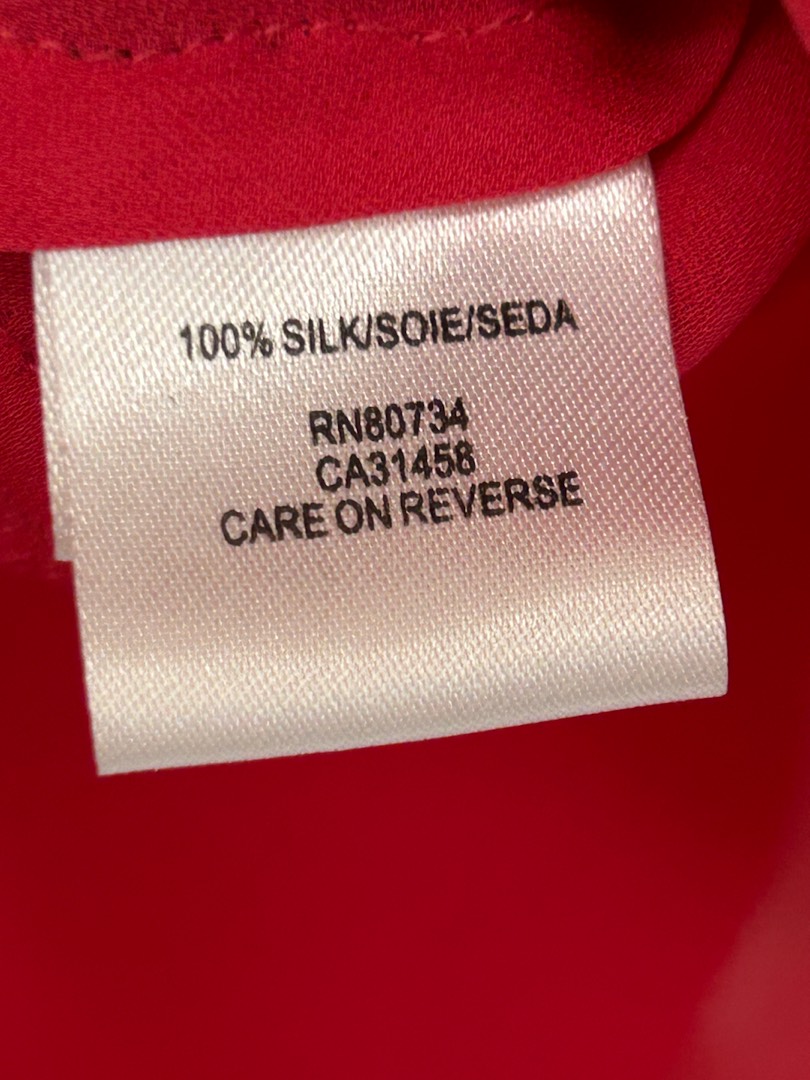 100% SILK/SOIE/SEDA
RN80734
CA31458
CARE ON REVERSE